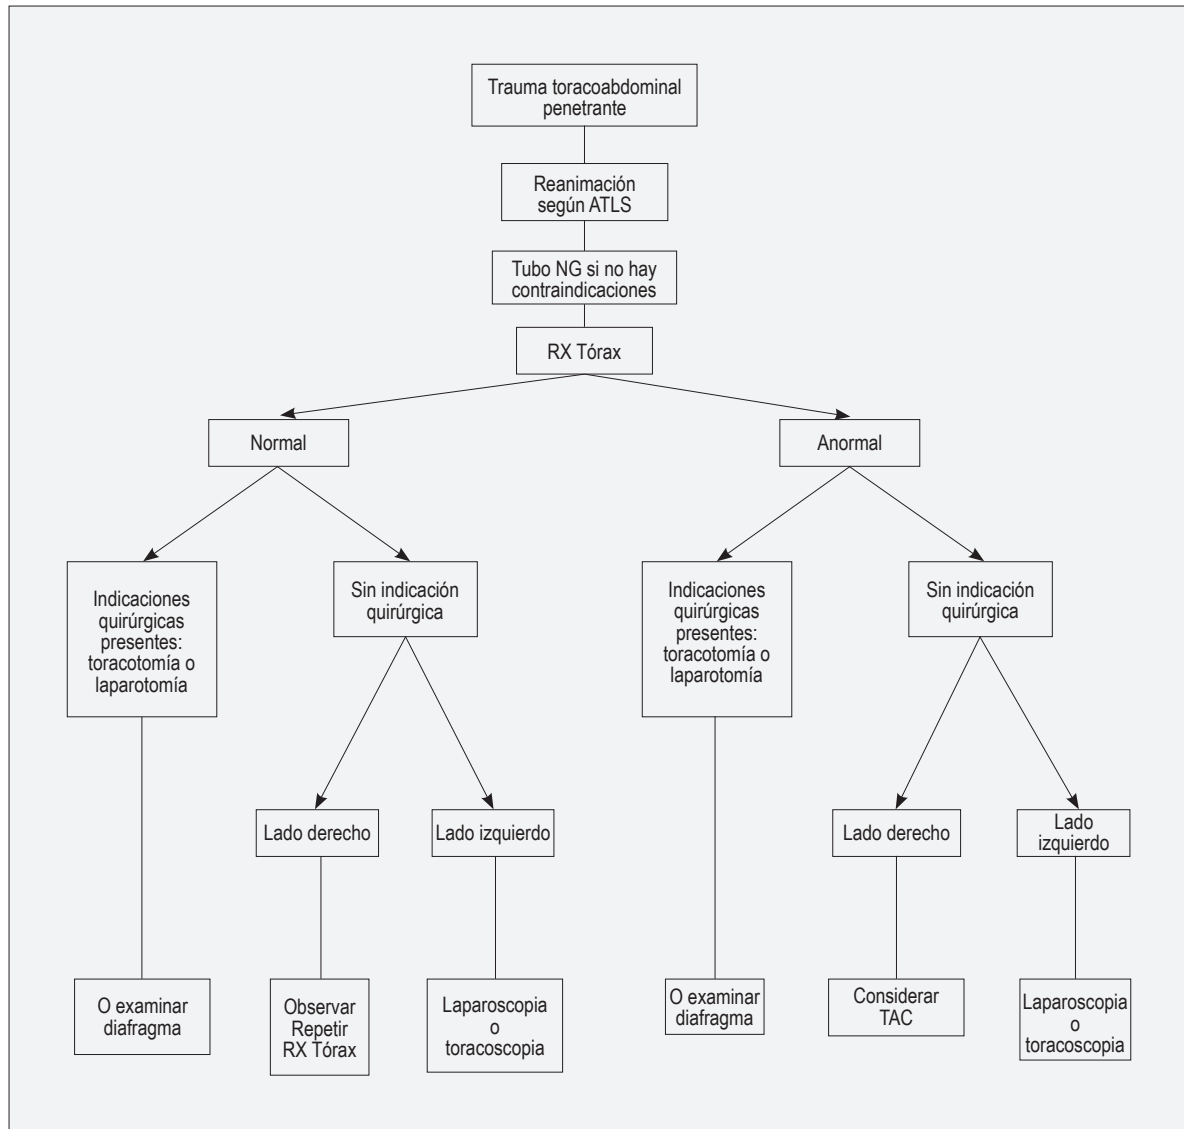 Trauma toracoabdominal
penetrante
Reanimación
según ATLS
Tubo NG si no hay
contraindicaciones
RX Tórax
Normal
Anormal
Indicaciones
quirúrgicas
presentes:
toracotomía o
laparotomía
Sin indicación
quirúrgica
Indicaciones
quirúrgicas
presentes:
toracotomía o
laparotomía
Sin indicación
quirúrgica
Lado derecho
Lado izquierdo
Lado derecho
Lado
izquierdo
O examinar
diafragma
Observar
Repetir
RX Tórax
Laparoscopia
o
toracoscopia
O examinar
diafragma
Considerar
TAC
Laparoscopia
o
toracoscopia